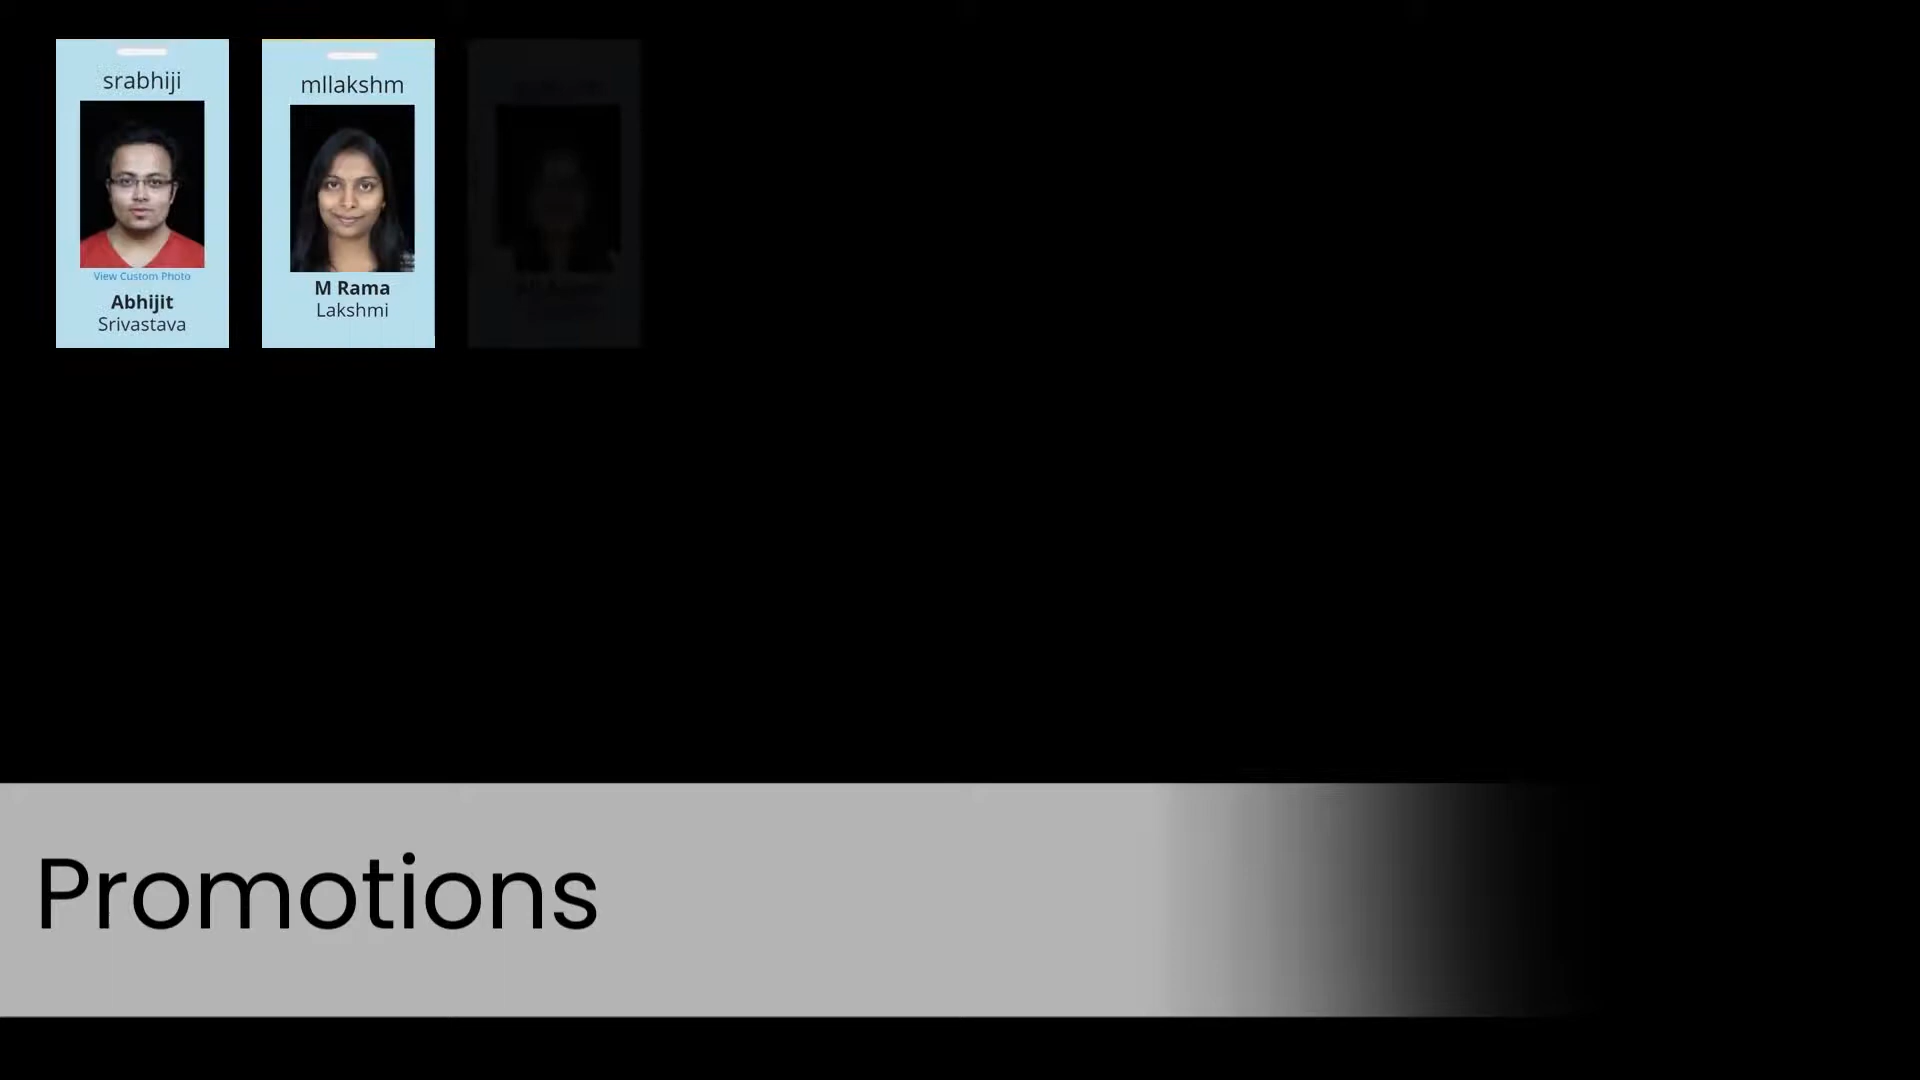 srabhiji
View Custom Photo
Abhijit
Srivastava
mllakshm
M Rama
Lakshmi
Promotions